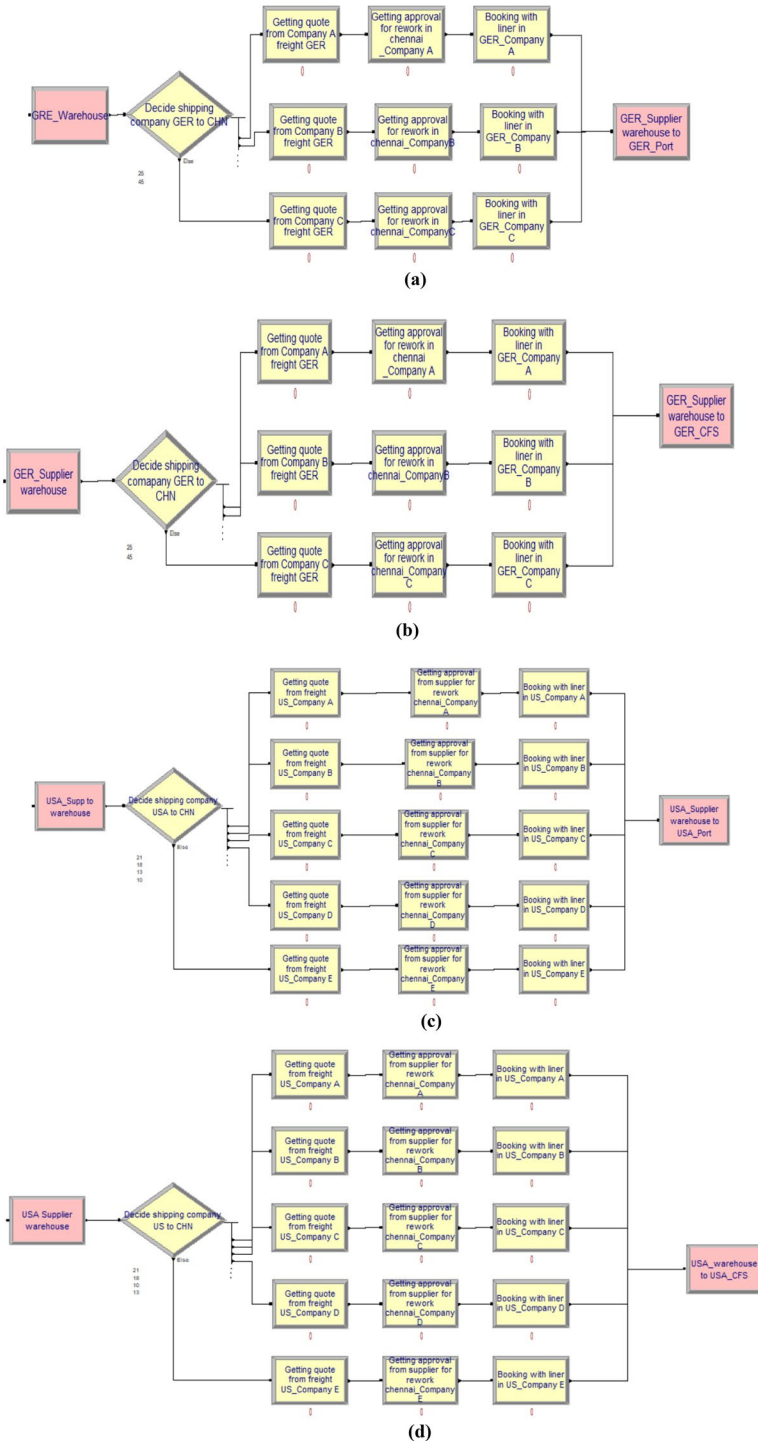 GRE_Warehouse
Decide shipping
company GER to CHN
Else
25
45
Getting quote
from Company A
freight GER
0
Getting approval
for rework in
chennai
_Company A
0
Booking with
liner in
GER_Company
A
0
Getting quote
from Company B
freight GER
0
Getting approval
for rework in
chennai_CompanyB
0
Booking with
liner in
GER_Company
B
0
Getting quote
from Company C
freight GER
0
Getting approval
for rework in
chennai_CompanyC
0
Booking with
liner in
GER_Company
C
0
GER_Supplier
warehouse to
GER_Port
(a)
GER_Supplier
warehouse
Decide shipping
comapany GER to
CHN
Else
25
45
Getting quote
from Company A
freight GER
0
Getting approval
for rework in
chennai
_Company A
0
Booking with
liner in
GER_Company
A
0
Getting quote
from Company B
freight GER
0
Getting approval
for rework in
chennai_CompanyB
0
Booking with
liner in
GER_Company
B
0
Getting quote
from Company C
freight GER
0
Getting approval
for rework in
chennai_Company
C
0
Booking with
liner in
GER_Company
C
0
GER_Supplier
warehouse to
GER_CFS
(b)
USA_Supp to
warehouse
Decide shipping company
USA to CHN
Else
21
18
13
10
Getting quote
from freight
US_Company A
0
Getting approval
from supplier for
rework
chennai_Company
A
0
Booking with liner
in US_Company A
0
Getting quote
from freight
US_Company B
0
Getting approval
from supplier for
rework
chennai_Company
B
0
Booking with liner
in US_Company B
0
Getting quote
from freight
US_Company C
0
Getting approval
from supplier for
rework
chennai_Company
C
0
Booking with liner
in US_Company C
0
Getting quote
from freight
US_Company D
0
Getting approval
from supplier for
rework
chennai_Company
D
0
Booking with liner
in US_Company D
0
Getting quote
from freight
US_Company E
0
Getting approval
from supplier for
rework
chennai_Company
E
0
Booking with liner
in US_Company E
0
USA_Supplier
warehouse to
USA_Port
(c)
USA Supplier
warehouse
Decide shipping company
US to CHN
Else
21
18
10
13
Getting quote
from freight
US_Company A
0
Getting approval
from supplier for
rework
chennai_Company
A
0
Booking with liner
in US_Company A
0
Getting quote
from freight
US_Company B
0
Getting approval
from supplier for
rework
chennai_Company
B
0
Booking with liner
in US_Company B
0
Getting quote
from freight
US_Company C
0
Getting approval
from supplier for
rework
chennai_Company
C
0
Booking with liner
in US_Company C
0
Getting quote
from freight
US_Company D
0
Getting approval
from supplier for
rework
chennai_Company
D
0
Booking with liner
in US_Company D
0
Getting quote
from freight
US_Company E
0
Getting approval
from supplier for
rework
chennai_Company
E
0
Booking with liner
in US_Company E
0
USA_warehouse
to USA_CFS
(d)